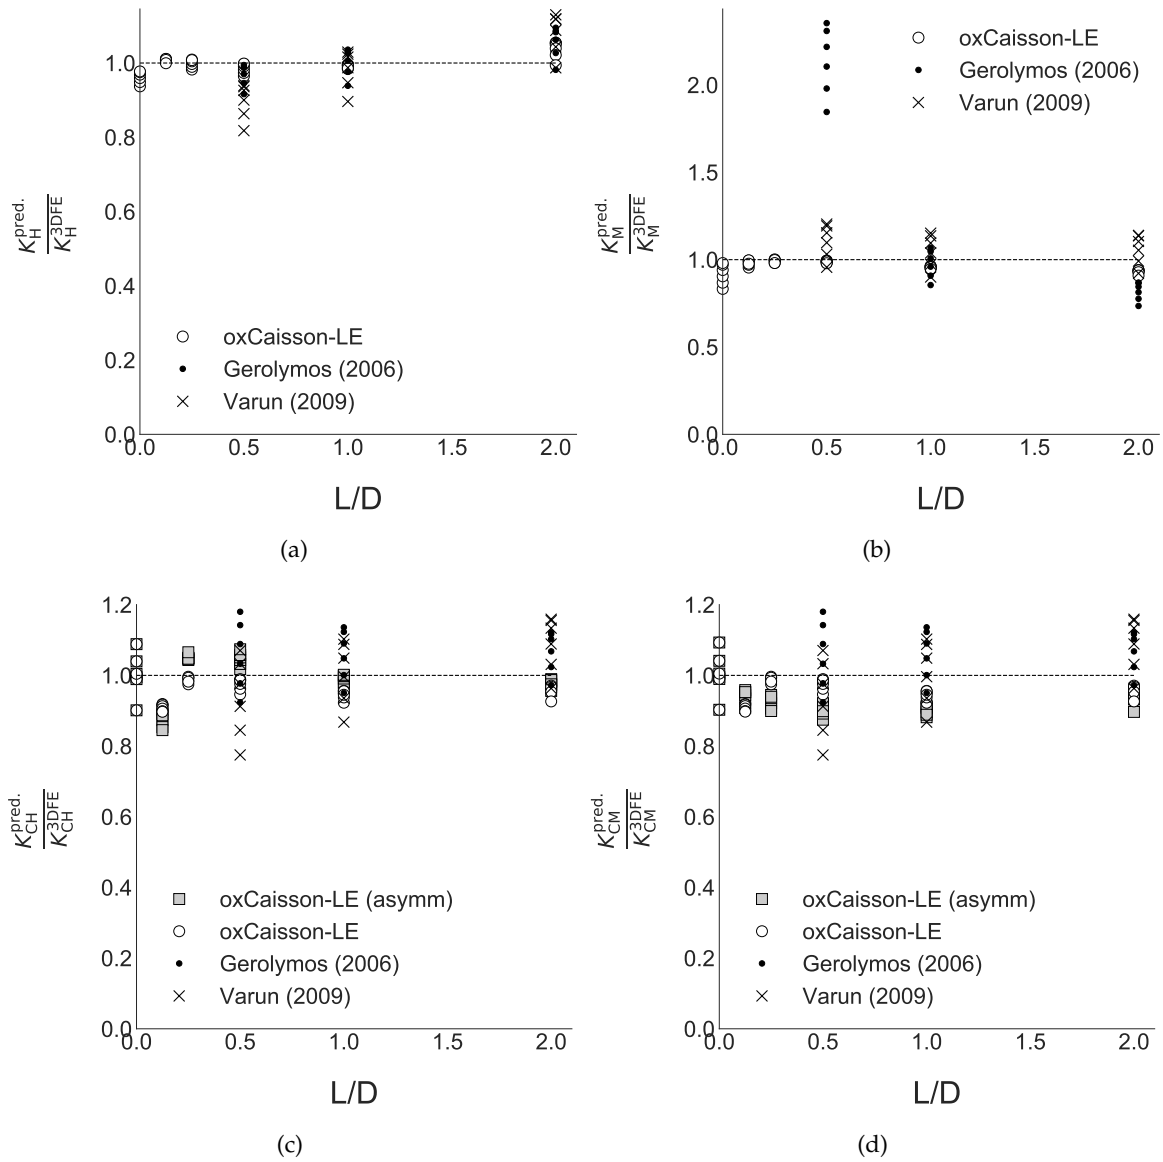 1.0
0.8
0.6
0.4
0.2
0.0
K_H^pred. / K_H^3DFE
oxCaisson-LE
Gerolymos (2006)
Varun (2009)
0.0 0.5 1.0 1.5 2.0
L/D
(a)
2.0
1.5
1.0
0.5
0.0
K_M^pred. / K_M^3DFE
oxCaisson-LE
Gerolymos (2006)
Varun (2009)
0.0 0.5 1.0 1.5 2.0
L/D
(b)
1.2
1.0
0.8
0.6
0.4
0.2
0.0
K_CH^pred. / K_CH^3DFE
oxCaisson-LE (asymm)
oxCaisson-LE
Gerolymos (2006)
Varun (2009)
0.0 0.5 1.0 1.5 2.0
L/D
(c)
1.2
1.0
0.8
0.6
0.4
0.2
0.0
K_CM^pred. / K_CM^3DFE
oxCaisson-LE (asymm)
oxCaisson-LE
Gerolymos (2006)
Varun (2009)
0.0 0.5 1.0 1.5 2.0
L/D
(d)